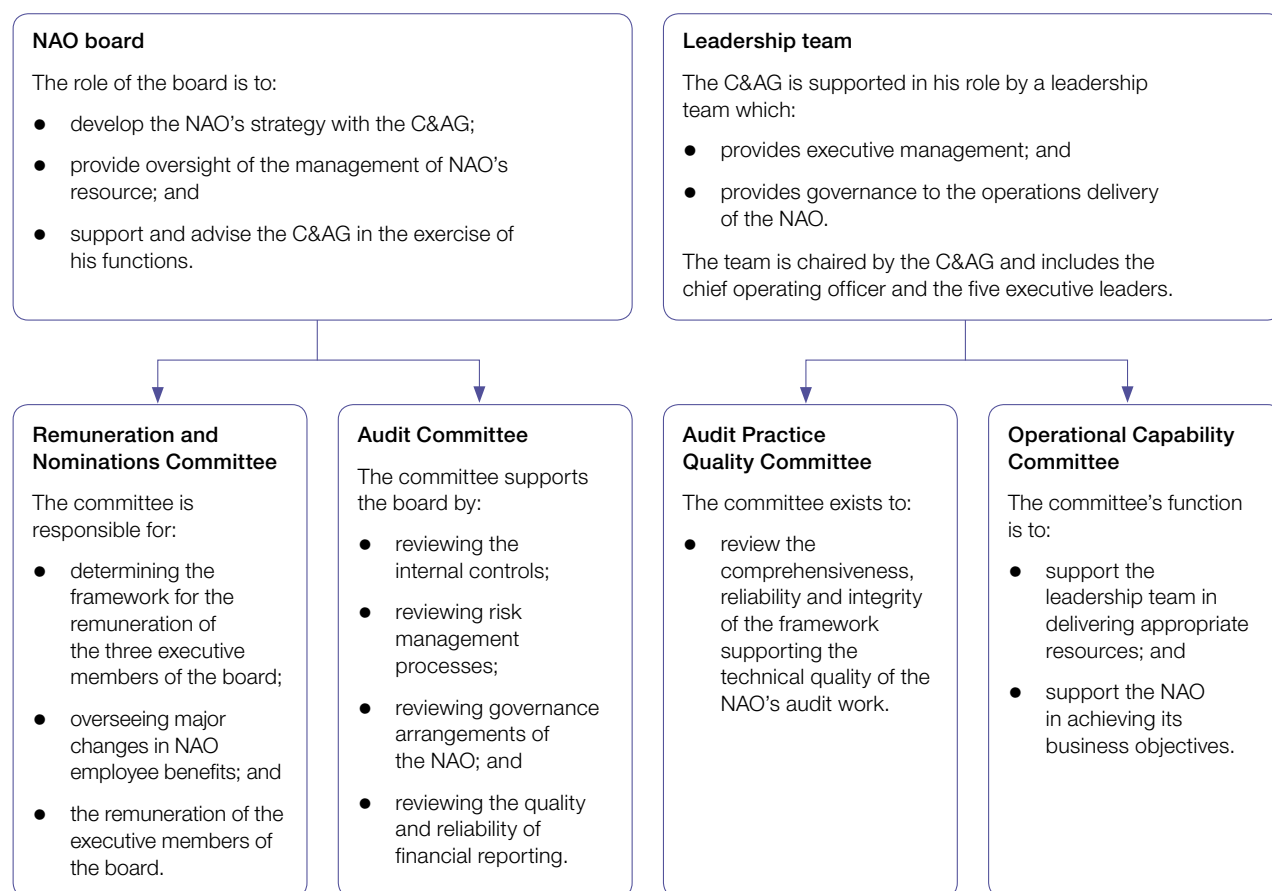 NAO board
The role of the board is to:
● develop the NAO's strategy with the C&AG;
● provide oversight of the management of NAO's
resource; and
● support and advise the C&AG in the exercise of
his functions.
Leadership team
The C&AG is supported in his role by a leadership
team which:
● provides executive management; and
● provides governance to the operations delivery
of the NAO.
The team is chaired by the C&AG and includes the
chief operating officer and the five executive leaders.
Remuneration and
Nominations Committee
The committee is
responsible for:
● determining the
framework for the
remuneration of
the three executive
members of the board;
● overseeing major
changes in NAO
employee benefits; and
● the remuneration of the
executive members of
the board.
Audit Committee
The committee supports
the board by:
● reviewing the
internal controls;
● reviewing risk
management
processes;
● reviewing governance
arrangements of
the NAO; and
● reviewing the quality
and reliability of
financial reporting.
Audit Practice
Quality Committee
The committee exists to:
● review the
comprehensiveness,
reliability and integrity
of the framework
supporting the
technical quality of the
NAO's audit work.
Operational Capability
Committee
The committee's function
is to:
● support the
leadership team in
delivering appropriate
resources; and
● support the NAO
in achieving its
business objectives.